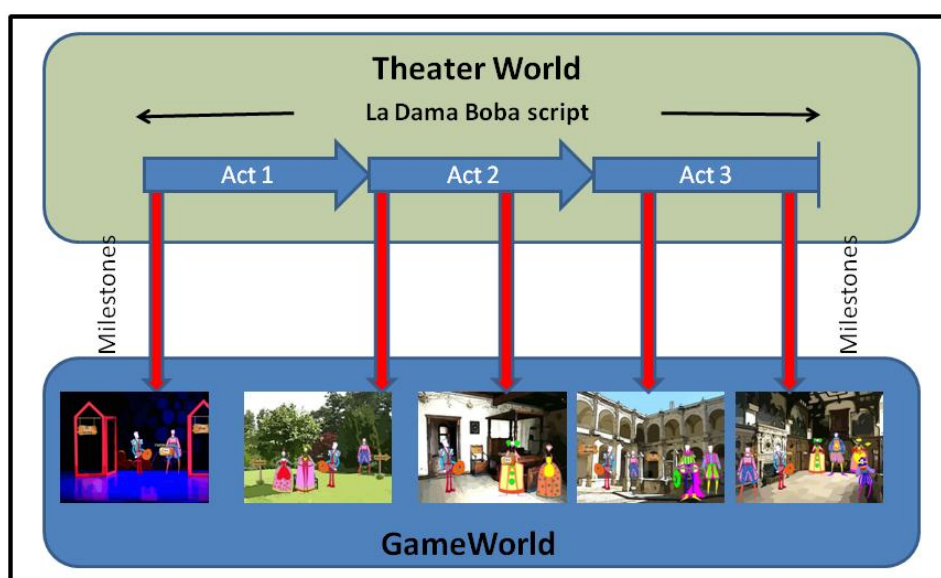 Theater World
La Dama Boba script
Act 1
Act 2
Act 3
Milestones
Milestones
GameWorld